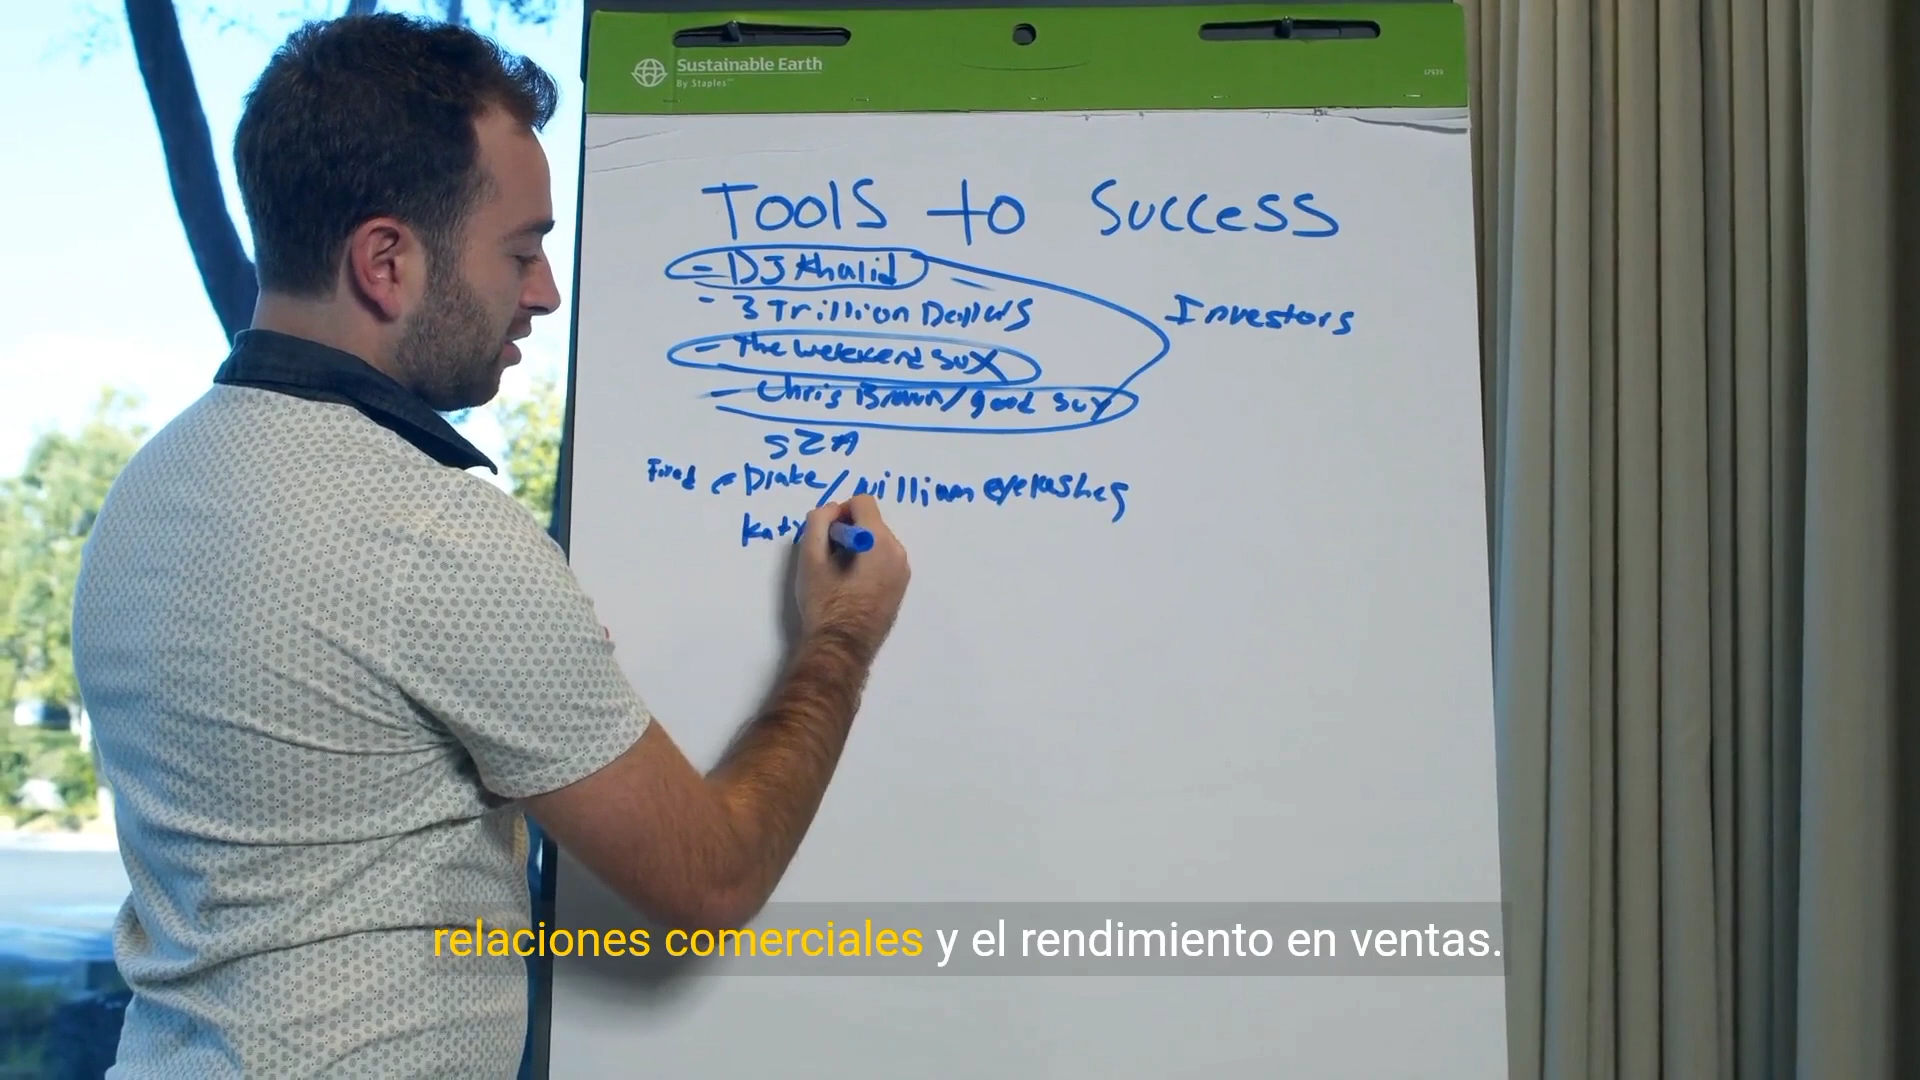 Sustainable Earth
By Staples™
Tools to Success
- DJ Khalid
- 3 Trillion Dollars
Investors
- The weekend sux
- Chris Brown/good guy
SZA
Fired - Drake/william eyelashes
Katy
relaciones comerciales y el rendimiento en ventas.